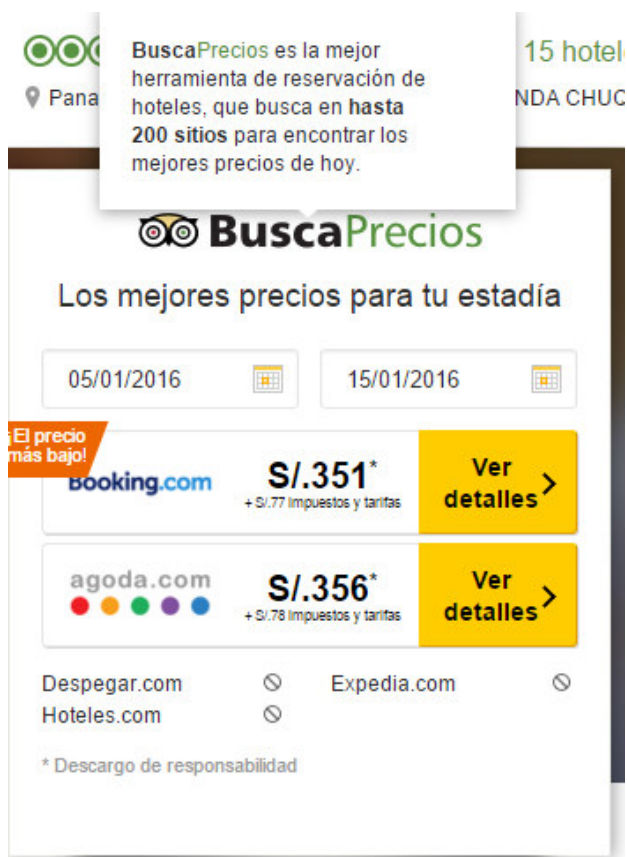 BuscaPrecios es la mejor
herramienta de reservación de
hoteles, que busca en hasta
200 sitios para encontrar los
mejores precios de hoy.
15 hotel
Pana
NDA CHUQ
BuscaPrecios
Los mejores precios para tu estadía
05/01/2016
15/01/2016
¡El precio
más bajo!
Booking.com
S/.351*
+ S/.77 impuestos y tarifas
Ver
detalles
agoda.com
S/.356*
+ S/.78 impuestos y tarifas
Ver
detalles
Despegar.com
Expedia.com
Hoteles.com
* Descargo de responsabilidad